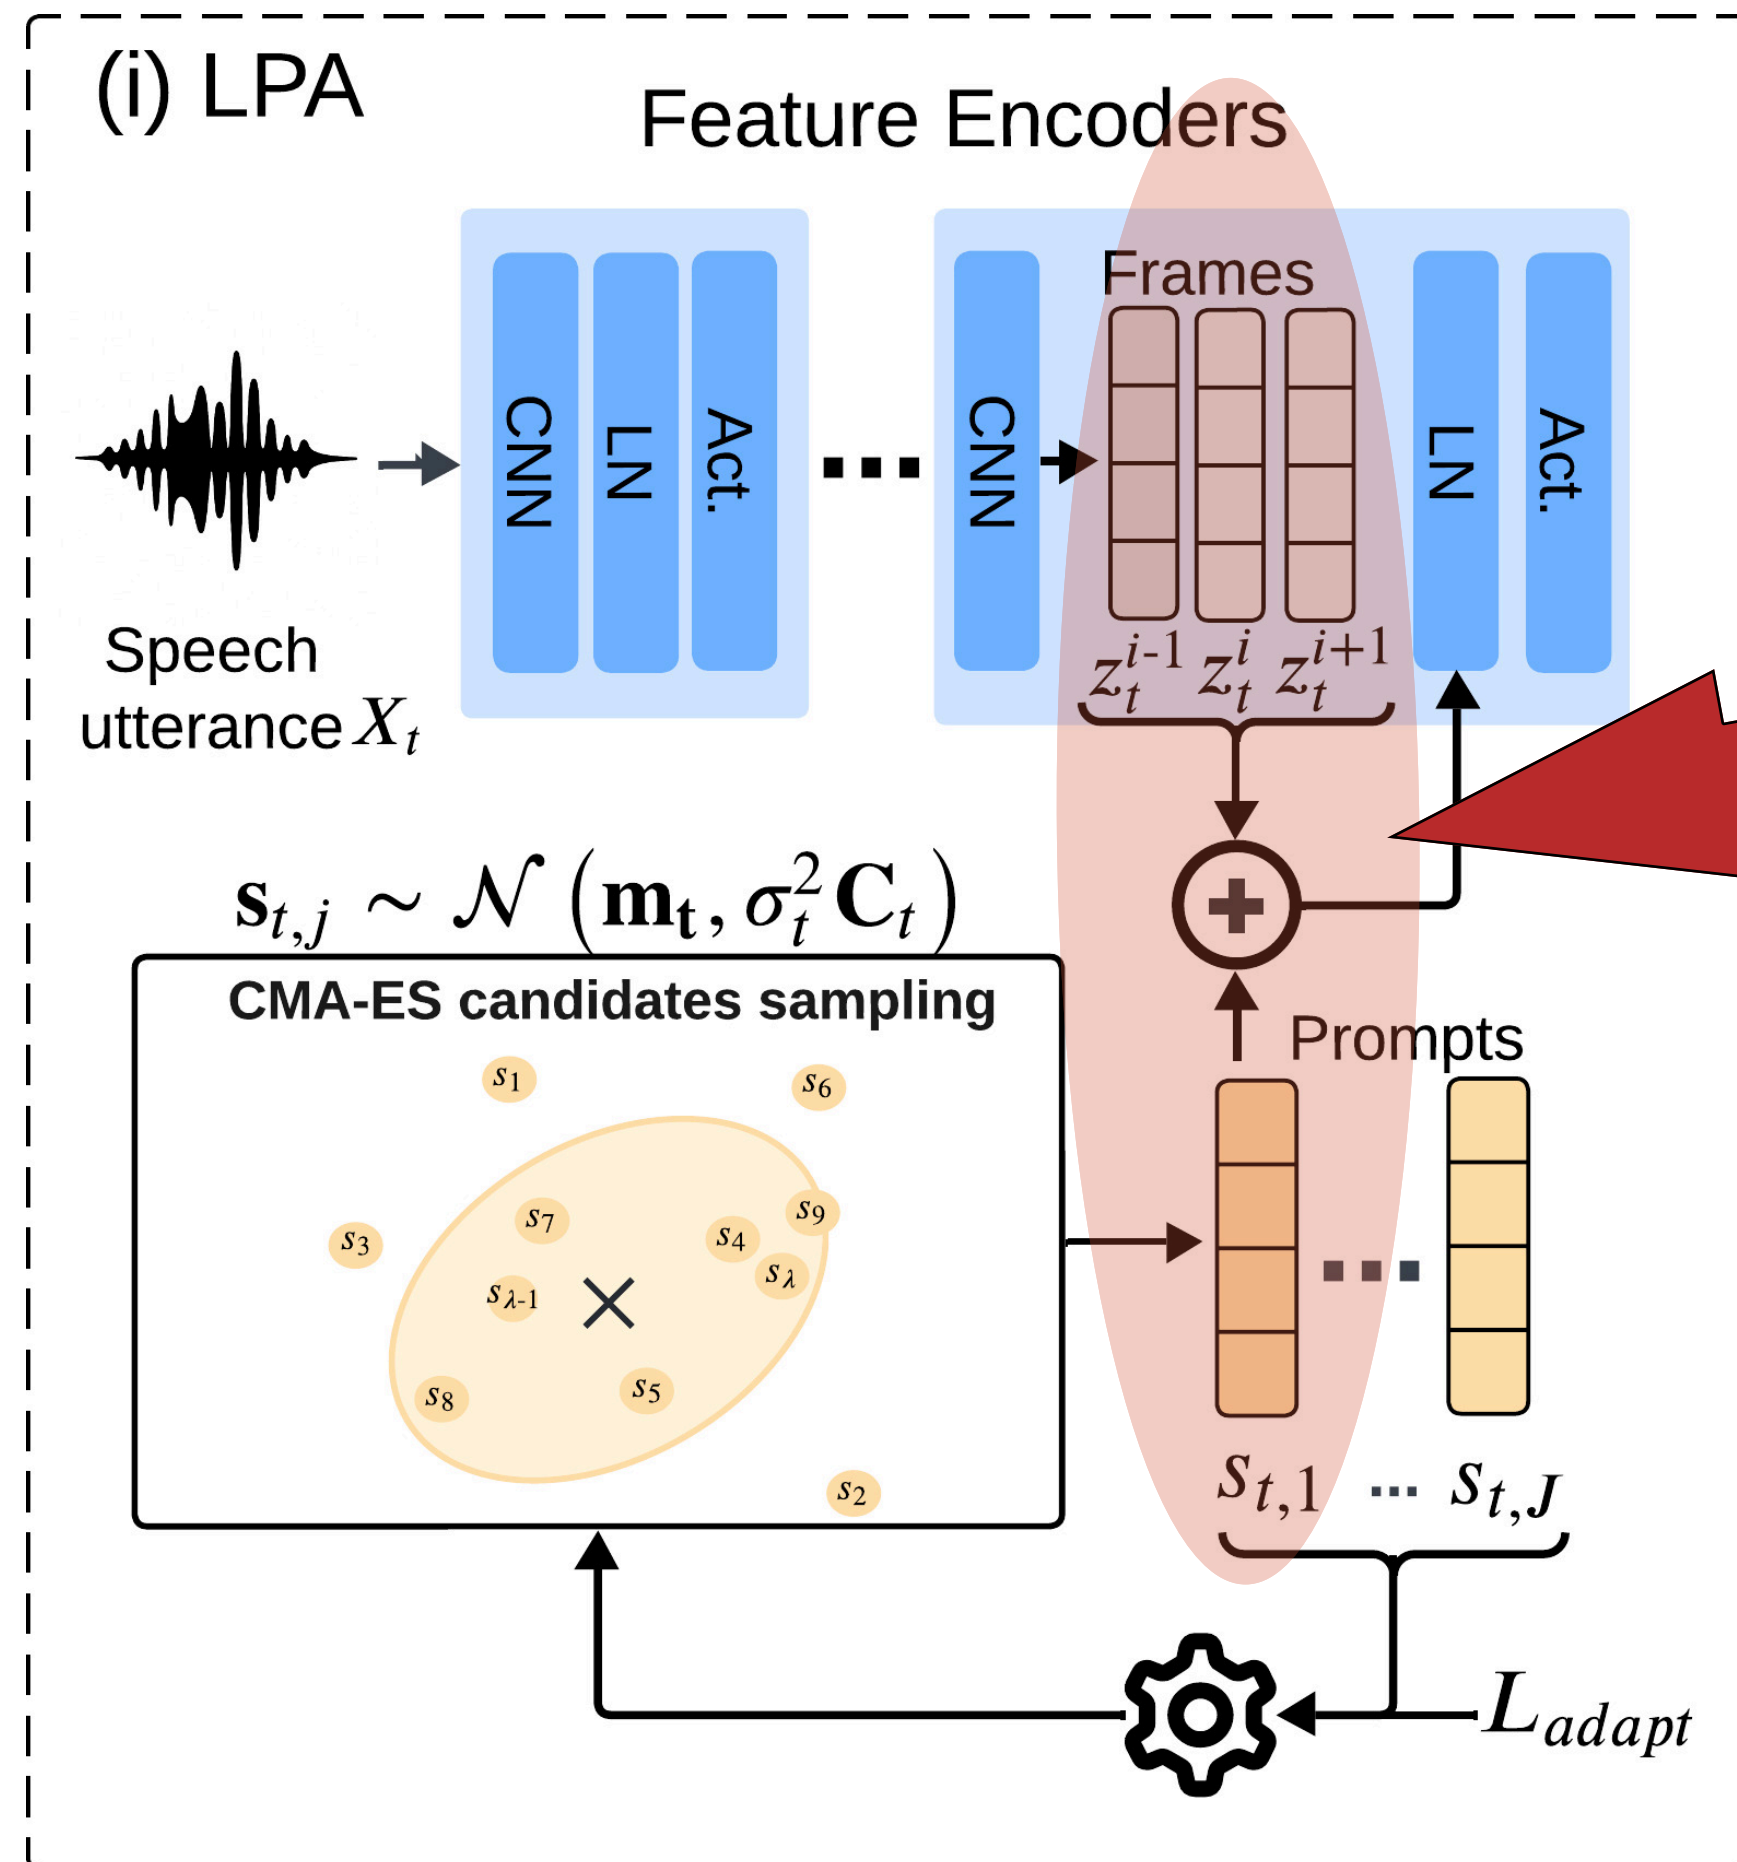 (i) LPA
Feature Encoders
Frames
CNN
LN
Act.
CNN
LN
Act.
z_t^{i-1} z_t^{i} z_t^{i+1}
Speech
utterance X_t
s_{t,j} ~ 𝒩 (m_t, σ_t^2 C_t)
CMA-ES candidates sampling
s_1
s_6
s_7
s_9
s_3
s_4
s_λ
s_{λ-1}
s_8
s_5
s_2
Prompts
s_{t,1} ... s_{t,J}
L_{adapt}